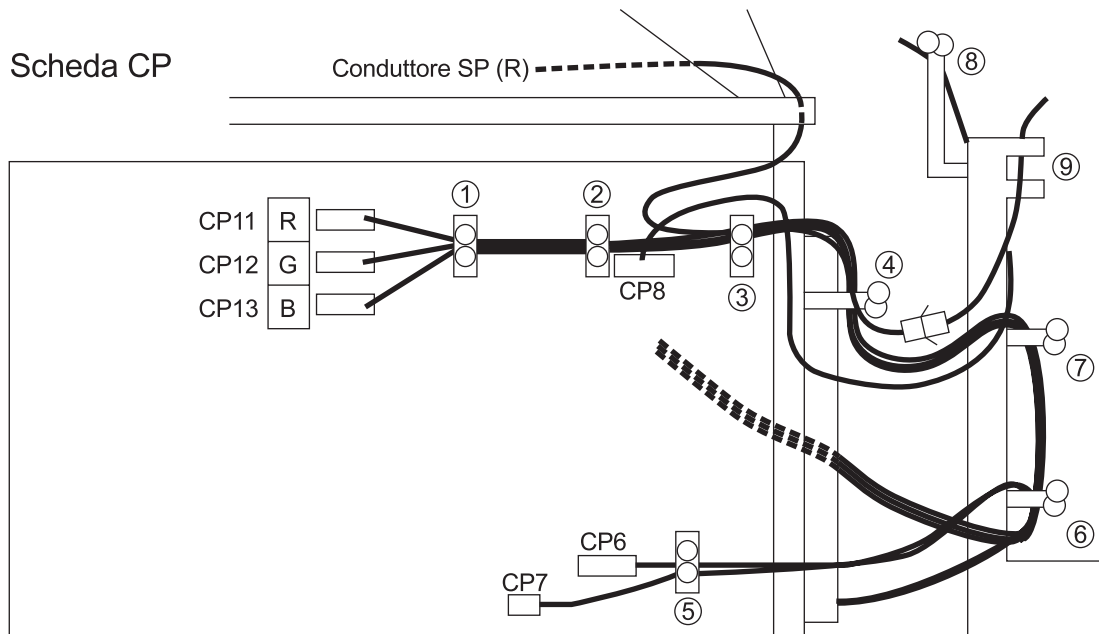 Scheda CP
Conduttore SP (R)
⑧
⑨
① ②
CP11 R
CP12 G
CP13 B
CP8
③
④
⑦
CP6
CP7
⑤
⑥